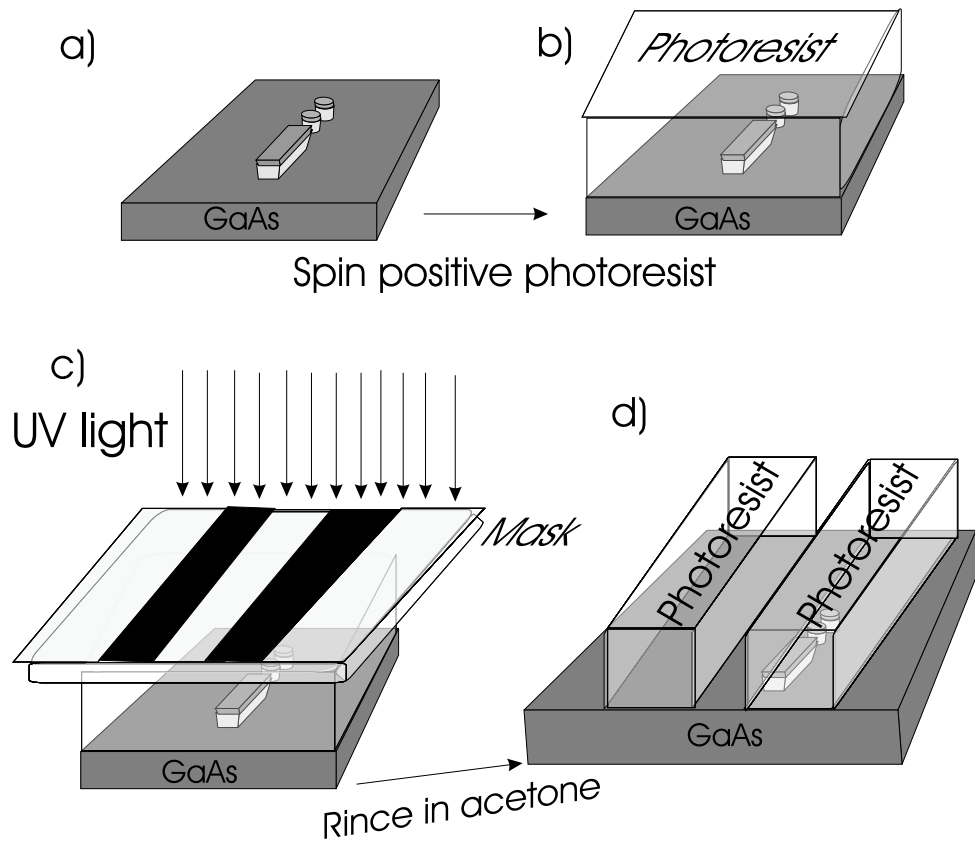 a)
GaAs
b)
Photoresist
GaAs
Spin positive photoresist
c)
UV light
Mask
GaAs
Rince in acetone
d)
Photoresist
Photoresist
GaAs